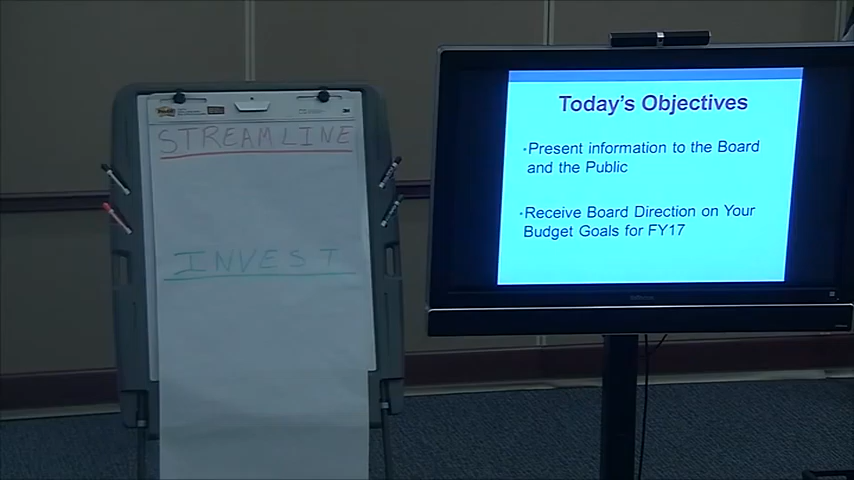 STREAMLINE
INVEST
Today's Objectives
•Present information to the Board
and the Public
•Receive Board Direction on Your
Budget Goals for FY17